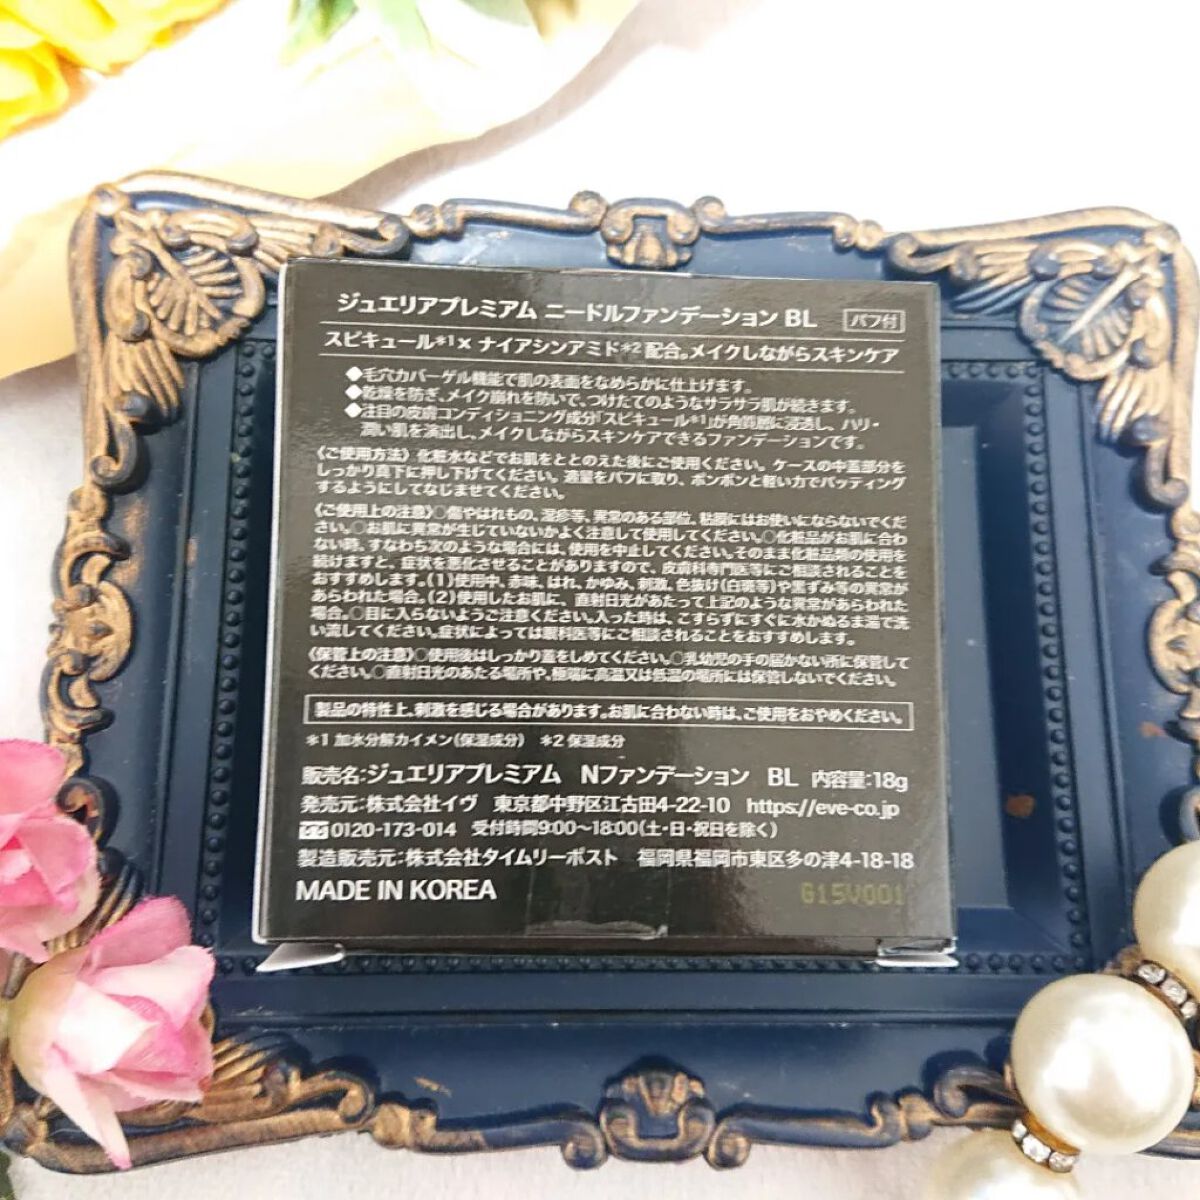 ジュエリアプレミアム ニードルファンデーション BL パフ付
スピキュール*1× ナイアシンアミド*2 配合。メイクしながらスキンケア
◆毛穴カバーゲル機能で肌の表面をなめらかに仕上げます。
◆乾燥を防ぎ、メイク崩れを防いで、つけたてのようなサラサラ肌が続きます。
◆注目の皮膚コンディショニング成分「スピキュール*1」が角質層に浸透し、ハリ・
潤い肌を演出し、メイクしながらスキンケアできるファンデーションです。
《ご使用方法》化粧水などでお肌をととのえた後にご使用ください。ケースの中蓋部分を
しっかり真下に押し下げてください。適量をパフに取り、ポンポンと軽い力でパッティング
するようにしてなじませてください。
《ご使用上の注意》○傷やはれもの、湿疹等、異常のある部位、粘膜にはお使いにならないでくだ
さい。○お肌に異常が生じていないかよく注意して使用してください。○化粧品がお肌に合わ
ない時、すなわち次のような場合には、使用を中止してください。そのまま化粧品類の使用を
続けますと、症状を悪化させることがありますので、皮膚科専門医等にご相談されることを
おすすめします。(1)使用中、赤味、はれ、かゆみ、刺激、色抜け(白斑等)や黒ずみ等の異常が
あらわれた場合。(2)使用したお肌に、直射日光があたって上記のような異常があらわれた
場合。○目に入らないようご注意ください。入った時は、こすらずにすぐに水かぬるま湯で洗
い流してください。症状によっては眼科医等にご相談されることをおすすめします。
《保管上の注意》○使用後はしっかり蓋をしめてください。○乳幼児の手の届かない所に保管して
ください。○直射日光のあたる場所や、極端に高温又は低温の場所には保管しないでください。
製品の特性上、刺激を感じる場合があります。お肌に合わない時は、ご使用をおやめください。
*1 加水分解カイメン(保湿成分) *2 保湿成分
販売名:ジュエリアプレミアム Nファンデーション BL 内容量:18g
発売元:株式会社イヴ 東京都中野区江古田4-22-10 https://eve-co.jp
0120-173-014 受付時間9:00〜18:00(土・日・祝日を除く)
製造販売元:株式会社タイムリーポスト 福岡県福岡市東区多の津4-18-18
MADE IN KOREA G15V001